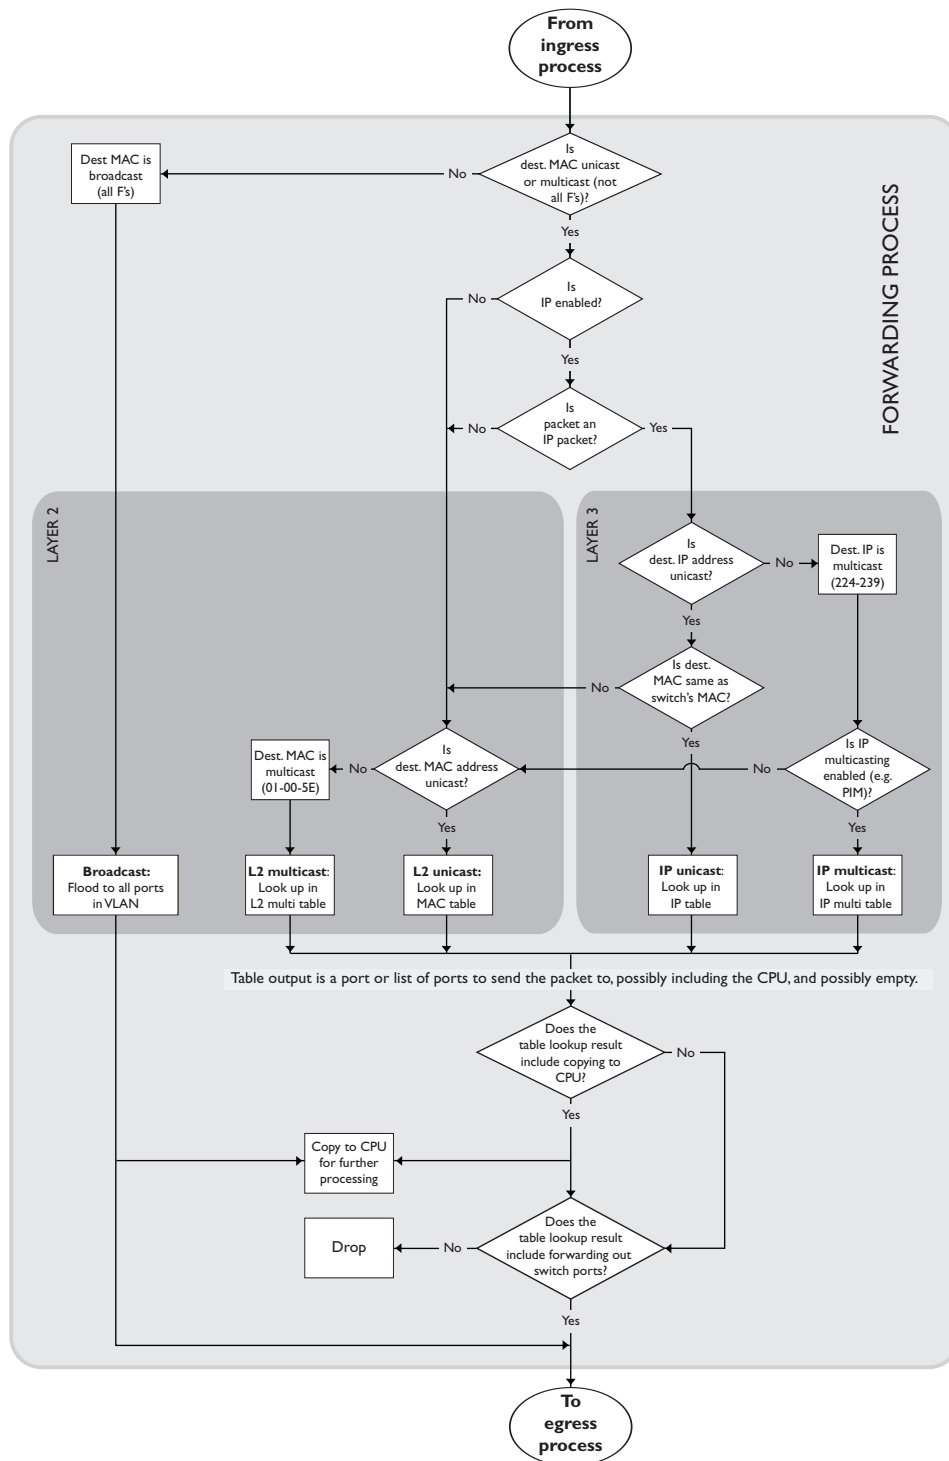 From
ingress
process
Is
dest. MAC unicast
or multicast (not
all F's)?
No
Dest MAC is
broadcast
(all F's)
Yes
FORWARDING PROCESS
Is
IP enabled?
No
Yes
Is
packet an
IP packet?
No
Yes
LAYER 2
LAYER 3
Is
dest. IP address
unicast?
No
Dest. IP is
multicast
(224-239)
Yes
Is dest.
MAC same as
switch's MAC?
No
Yes
Is IP
multicasting
enabled (e.g.
PIM)?
No
Yes
Is
dest. MAC address
unicast?
No
Dest. MAC is
multicast
(01-00-5E)
Yes
Broadcast:
Flood to all ports
in VLAN
L2 multicast:
Look up in
L2 multi table
L2 unicast:
Look up in
MAC table
IP unicast:
Look up in
IP table
IP multicast:
Look up in
IP multi table
Table output is a port or list of ports to send the packet to, possibly including the CPU, and possibly empty.
Does the
table lookup result
include copying to
CPU?
No
Yes
Copy to CPU
for further
processing
Does the
table lookup result
include forwarding out
switch ports?
No
Drop
Yes
To
egress
process